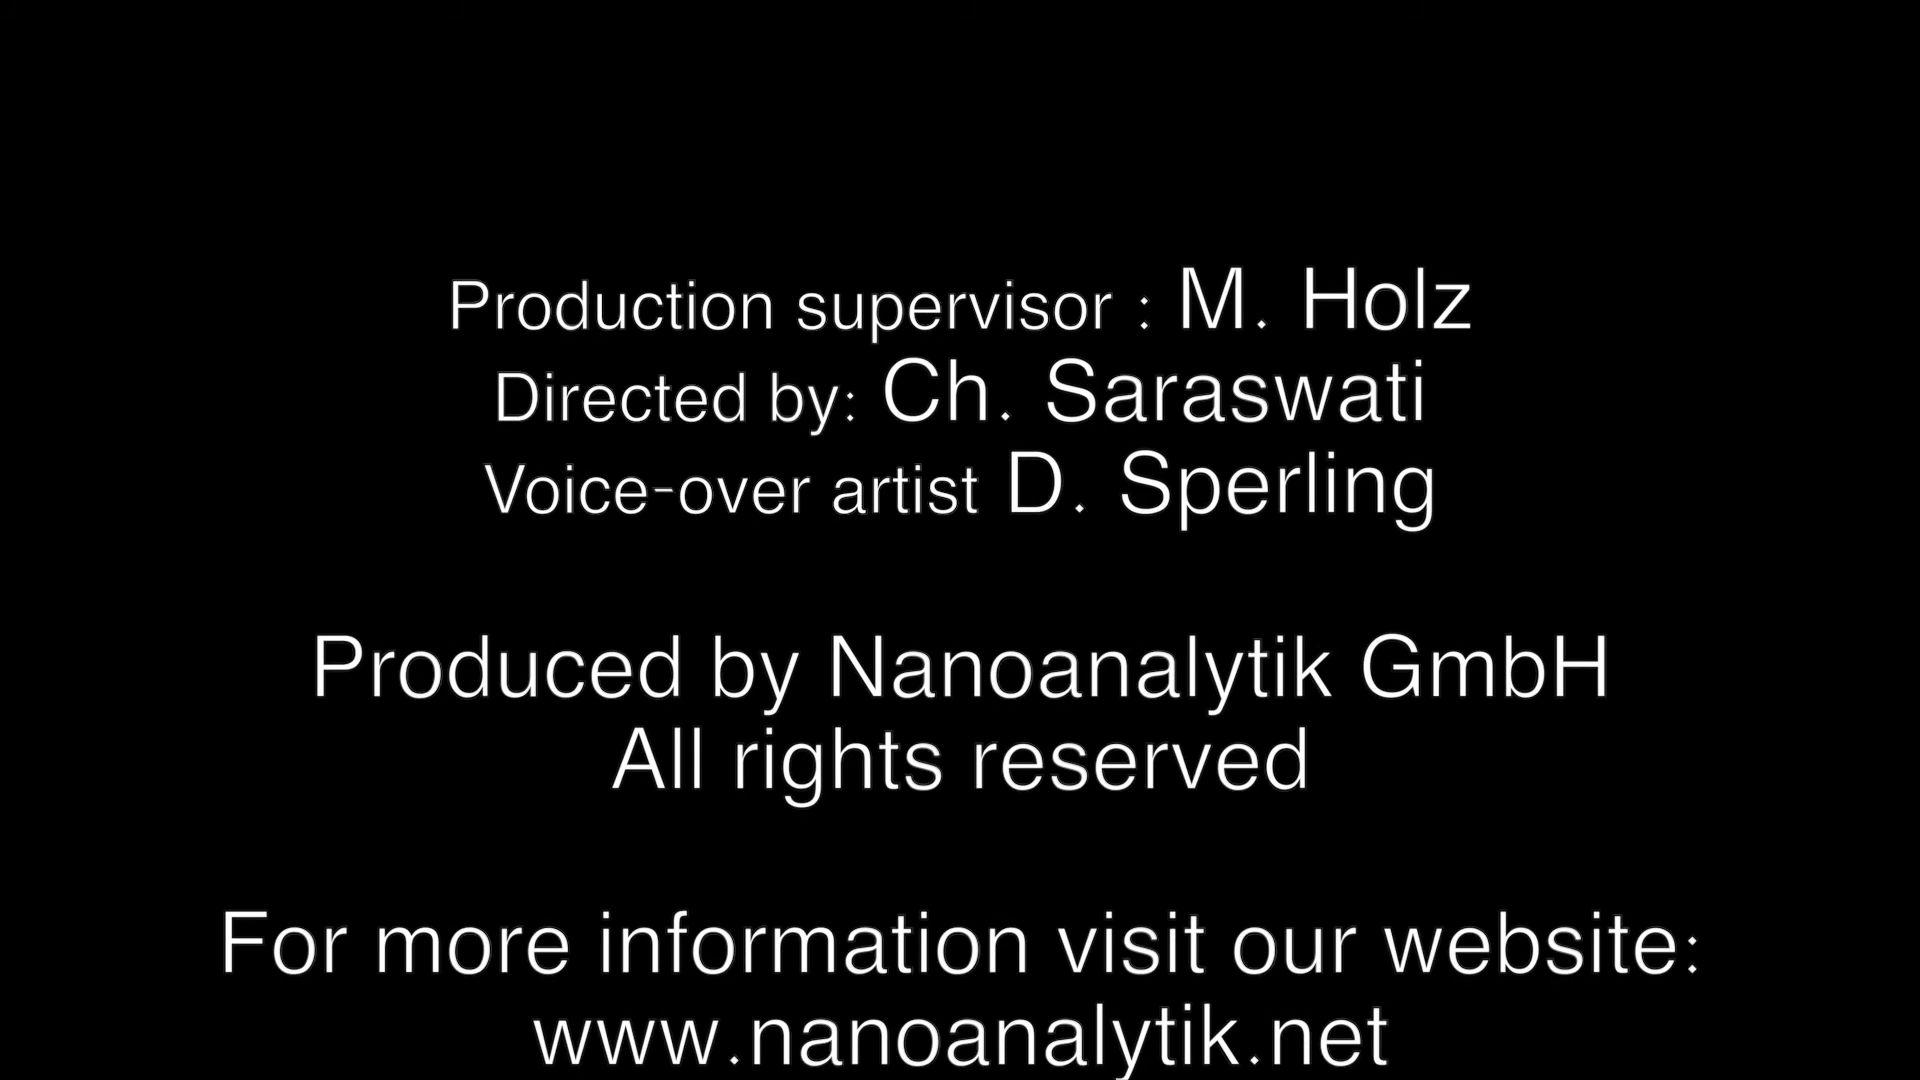 Production supervisor : M. Holz
Directed by: Ch. Saraswati
Voice-over artist D. Sperling
Produced by Nanoanalytik GmbH
All rights reserved
For more information visit our website:
www.nanoanalytik.net